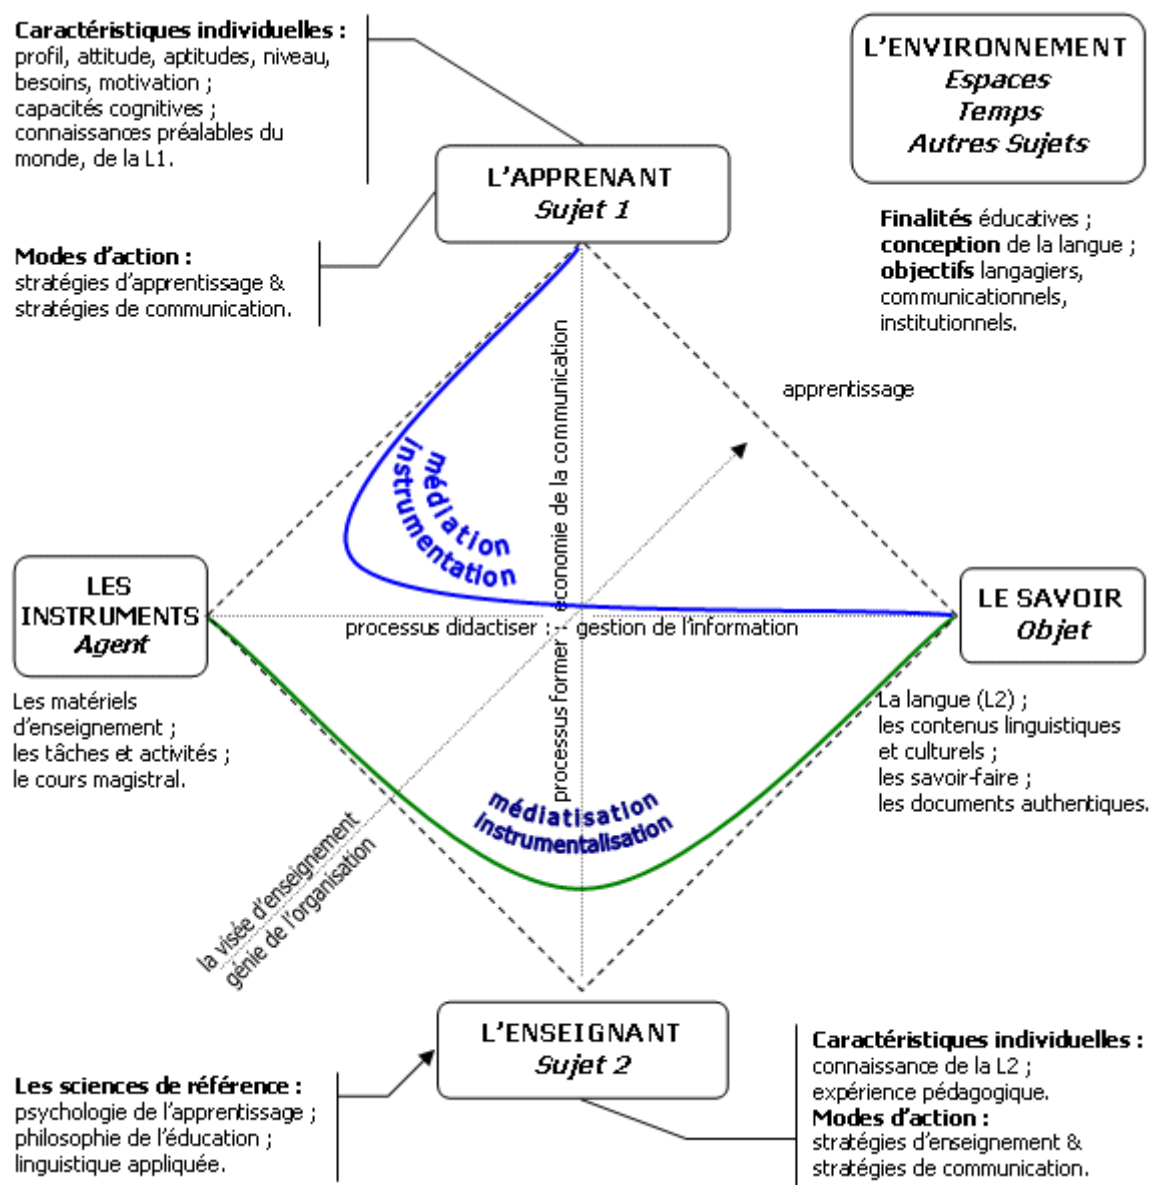 Caractéristiques individuelles :
profil, attitude, aptitudes, niveau,
besoins, motivation ;
capacités cognitives ;
connaissances préalables du
monde, de la L1.
L'ENVIRONNEMENT
Espaces
Temps
Autres Sujets
L'APPRENANT
Sujet 1
Finalités éducatives ;
conception de la langue ;
objectifs langagiers,
communicationnels,
institutionnels.
Modes d'action :
stratégies d'apprentissage &
stratégies de communication.
apprentissage
médiation
instrumentation
processus former -- économie de la communication
LES
INSTRUMENTS
Agent
processus didactiser : -- gestion de l'information
LE SAVOIR
Objet
Les matériels
d'enseignement ;
les tâches et activités ;
le cours magistral.
La langue (L2) ;
les contenus linguistiques
et culturels ;
les savoir-faire ;
les documents authentiques.
médiatisation
instrumentalisation
la visée d'enseignement
génie de l'organisation
L'ENSEIGNANT
Sujet 2
Les sciences de référence :
psychologie de l'apprentissage ;
philosophie de l'éducation ;
linguistique appliquée.
Caractéristiques individuelles :
connaissance de la L2 ;
expérience pédagogique.
Modes d'action :
stratégies d'enseignement &
stratégies de communication.